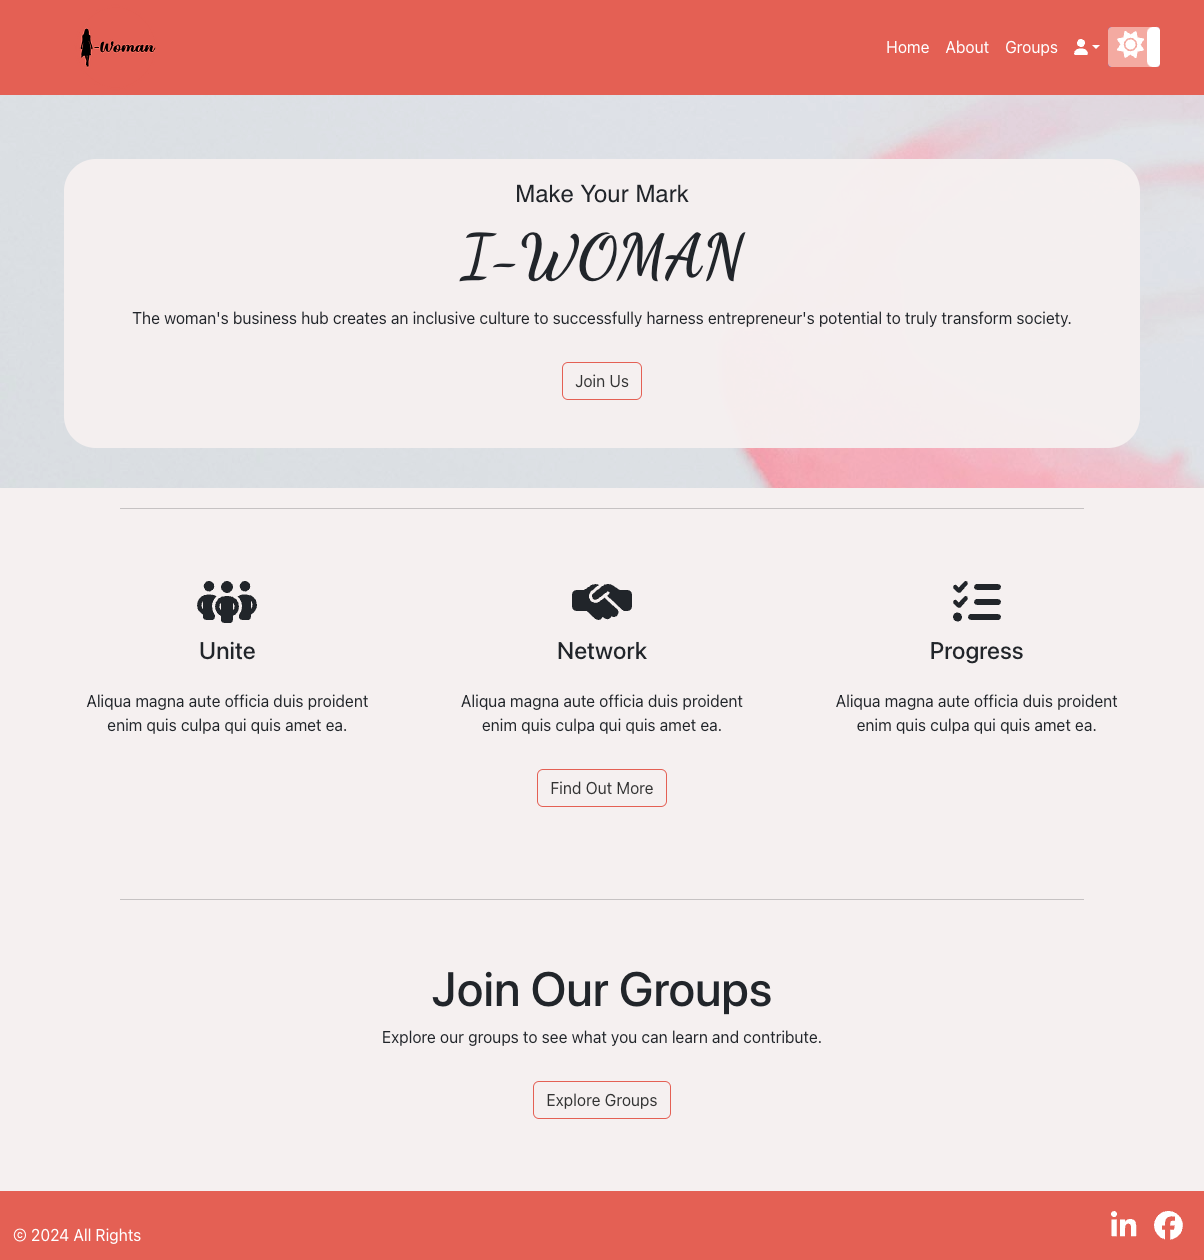 -Woman
Home About Groups
Make Your Mark
I-WOMAN
The woman's business hub creates an inclusive culture to successfully harness entrepreneur's potential to truly transform society.
Join Us
Unite
Network
Progress
Aliqua magna aute officia duis proident
enim quis culpa qui quis amet ea.
Aliqua magna aute officia duis proident
enim quis culpa qui quis amet ea.
Aliqua magna aute officia duis proident
enim quis culpa qui quis amet ea.
Find Out More
Join Our Groups
Explore our groups to see what you can learn and contribute.
Explore Groups
© 2024 All Rights